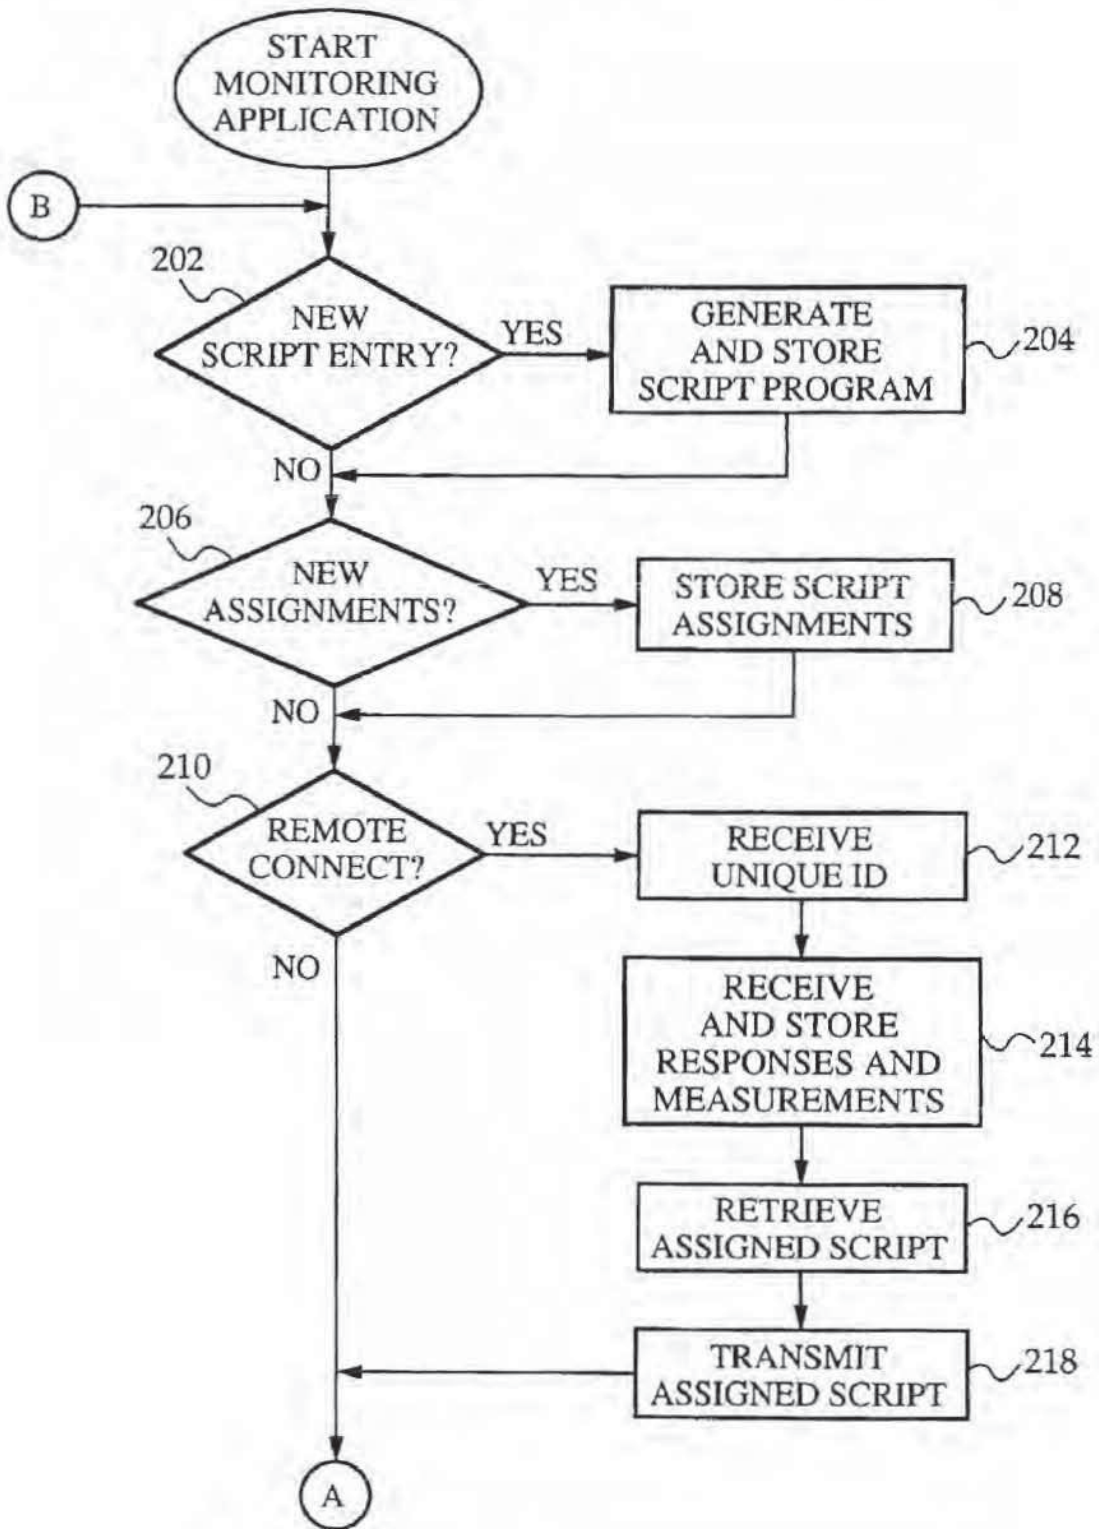 START
MONITORING
APPLICATION
B
202
NEW
SCRIPT ENTRY?
YES
GENERATE
AND STORE
SCRIPT PROGRAM
204
NO
206
NEW
ASSIGNMENTS?
YES
STORE SCRIPT
ASSIGNMENTS
208
NO
210
REMOTE
CONNECT?
YES
RECEIVE
UNIQUE ID
212
NO
RECEIVE
AND STORE
RESPONSES AND
MEASUREMENTS
214
RETRIEVE
ASSIGNED SCRIPT
216
TRANSMIT
ASSIGNED SCRIPT
218
A